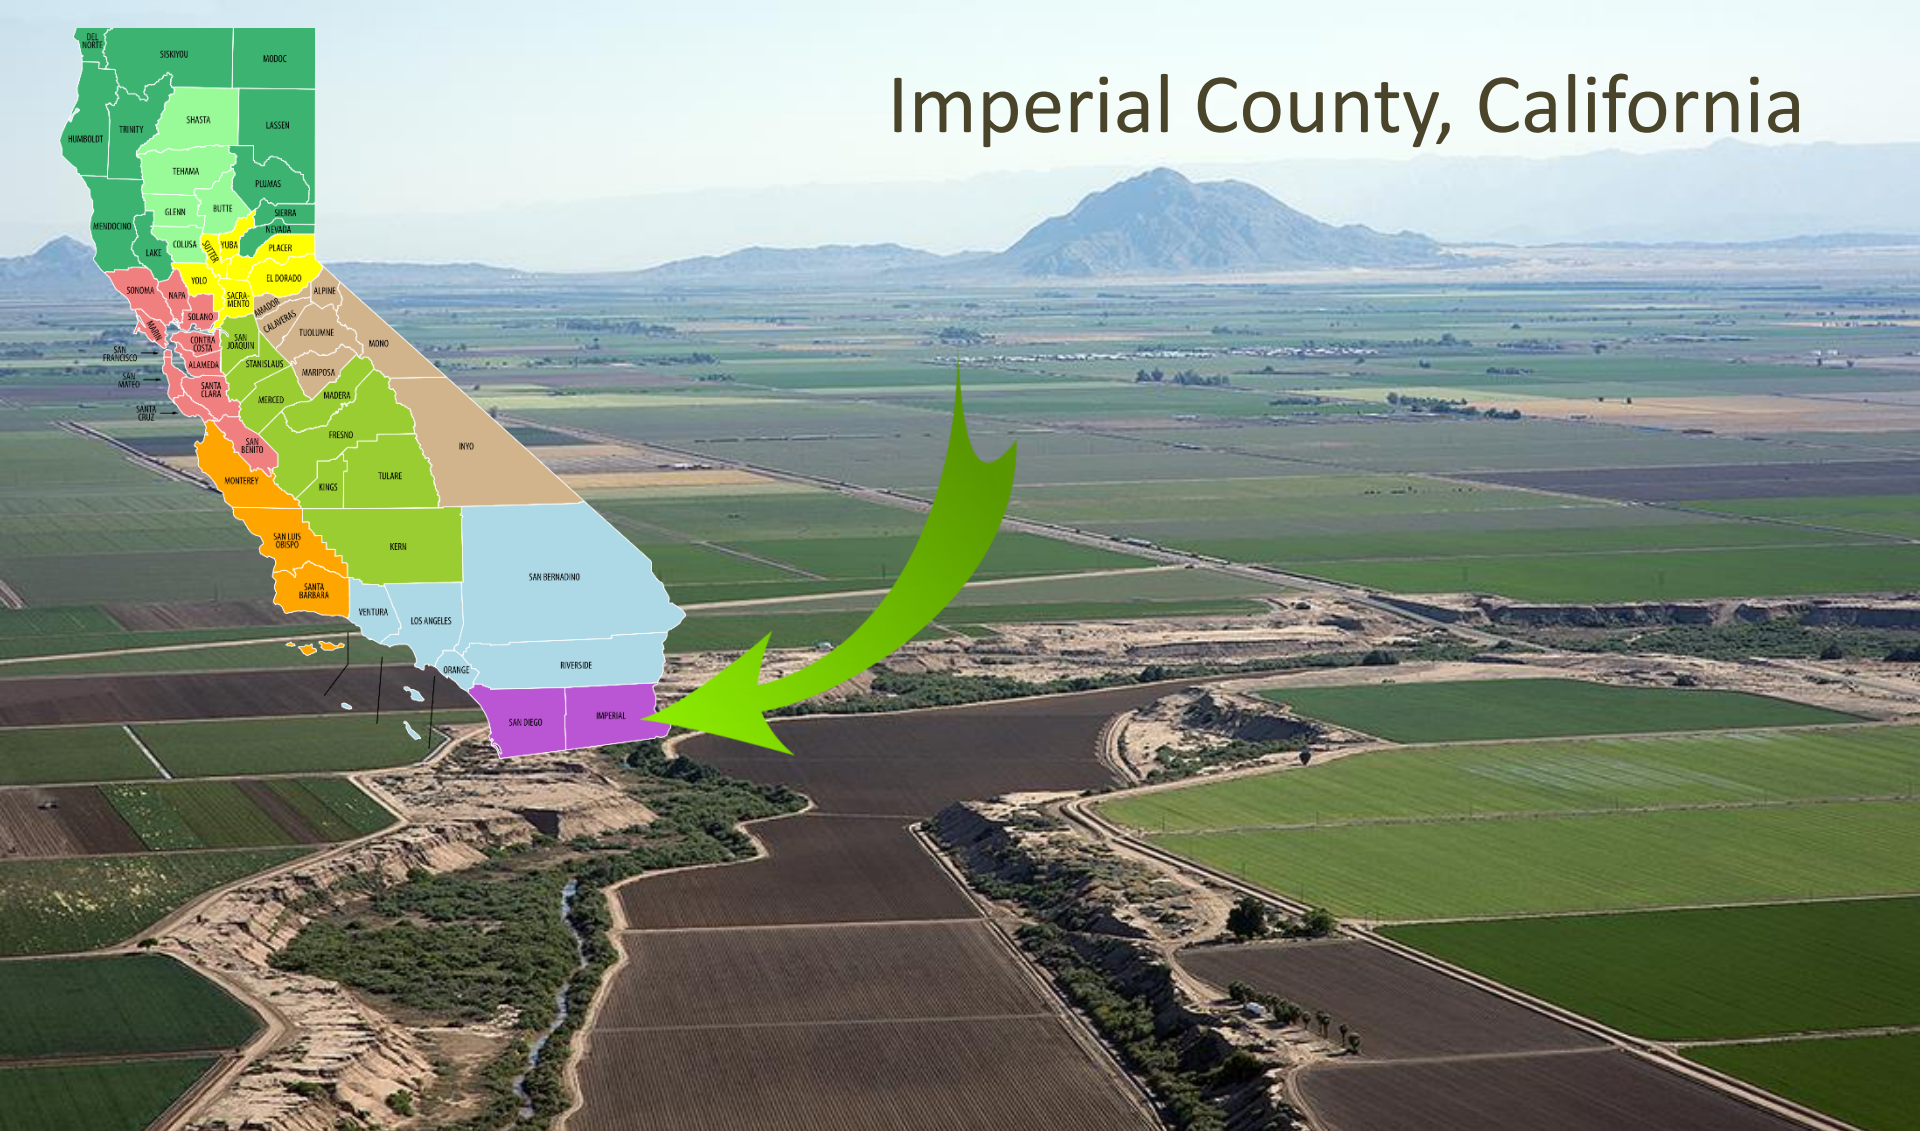 Imperial County, California
DEL
NORTE
SISKIYOU
MODOC
HUMBOLDT
TRINITY
SHASTA
LASSEN
TEHAMA
PLUMAS
MENDOCINO
GLENN
BUTTE
SIERRA
NEVADA
LAKE
COLUSA
SUTTER
YUBA
PLACER
SONOMA
NAPA
YOLO
EL DORADO
SACRA-
MENTO
ALPINE
AMADOR
SOLANO
MARIN
CALAVERAS
TUOLUMNE
MONO
CONTRA
COSTA
SAN
JOAQUIN
SAN
FRANCISCO
ALAMEDA
STANISLAUS
MARIPOSA
SAN
MATEO
SANTA
CLARA
MERCED
MADERA
SANTA
CRUZ
SAN
BENITO
FRESNO
INYO
MONTEREY
KINGS
TULARE
SAN LUIS
OBISPO
KERN
SAN BERNADINO
SANTA
BARBARA
VENTURA
LOS ANGELES
ORANGE
RIVERSIDE
SAN DIEGO
IMPERIAL